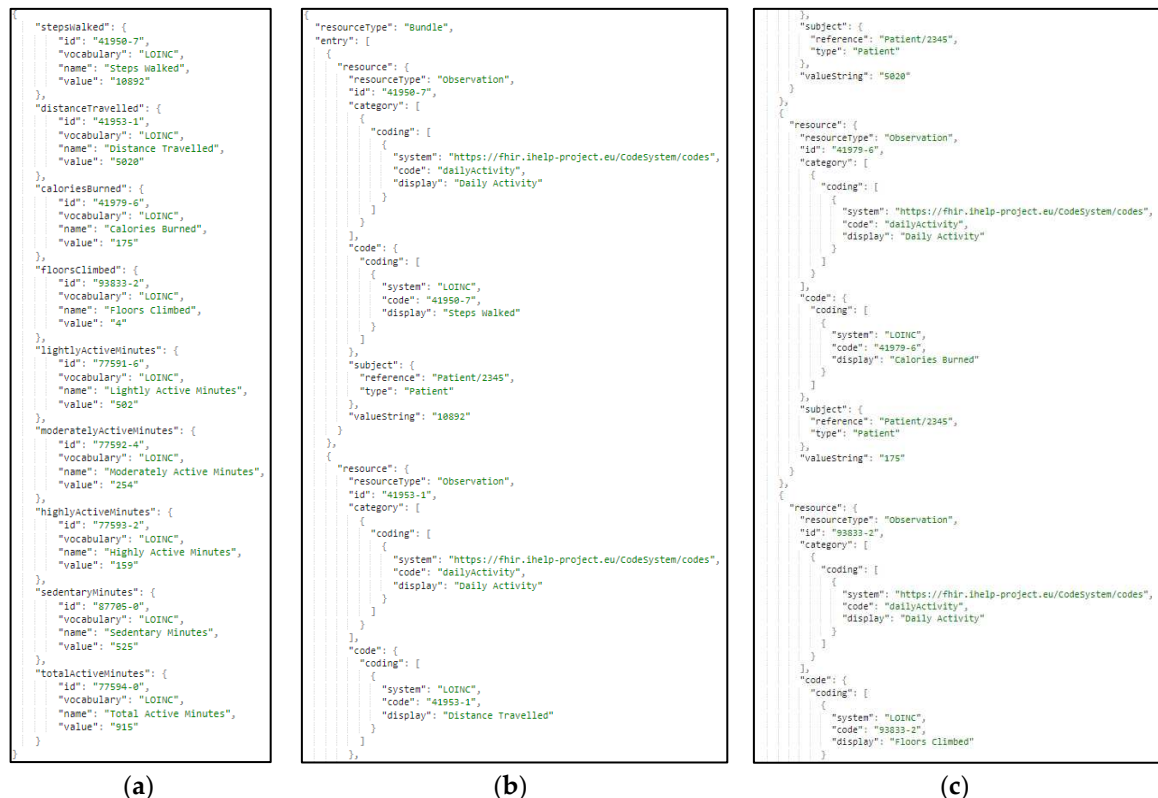 {
"stepsWalked": {
"id": "41950-7",
"vocabulary": "LOINC",
"name": "Steps Walked",
"value": "10892"
},
"distanceTravelled": {
"id": "41953-1",
"vocabulary": "LOINC",
"name": "Distance Travelled",
"value": "5020"
},
"caloriesBurned": {
"id": "41979-6",
"vocabulary": "LOINC",
"name": "Calories Burned",
"value": "175"
},
"floorsClimbed": {
"id": "93833-2",
"vocabulary": "LOINC",
"name": "Floors Climbed",
"value": "4"
},
"lightlyActiveMinutes": {
"id": "77591-6",
"vocabulary": "LOINC",
"name": "Lightly Active Minutes",
"value": "502"
},
"moderatelyActiveMinutes": {
"id": "77592-4",
"vocabulary": "LOINC",
"name": "Moderately Active Minutes",
"value": "254"
},
"highlyActiveMinutes": {
"id": "77593-2",
"vocabulary": "LOINC",
"name": "Highly Active Minutes",
"value": "159"
},
"sedentaryMinutes": {
"id": "87705-0",
"vocabulary": "LOINC",
"name": "Sedentary Minutes",
"value": "525"
},
"totalActiveMinutes": {
"id": "77594-0",
"vocabulary": "LOINC",
"name": "Total Active Minutes",
"value": "915"
}
}
(a)
{
"resourceType": "Bundle",
"entry": [
{
"resource": {
"resourceType": "Observation",
"id": "41950-7",
"category": [
{
"coding": [
{
"system": "https://fhir.ihelp-project.eu/CodeSystem/codes",
"code": "dailyActivity",
"display": "Daily Activity"
}
]
}
],
"code": {
"coding": [
{
"system": "LOINC",
"code": "41950-7",
"display": "Steps Walked"
}
]
},
"subject": {
"reference": "Patient/2345",
"type": "Patient"
},
"valueString": "10892"
}
},
{
"resource": {
"resourceType": "Observation",
"id": "41953-1",
"category": [
{
"coding": [
{
"system": "https://fhir.ihelp-project.eu/CodeSystem/codes",
"code": "dailyActivity",
"display": "Daily Activity"
}
]
}
],
"code": {
"coding": [
{
"system": "LOINC",
"code": "41953-1",
"display": "Distance Travelled"
}
]
},
(b)
},
"subject": {
"reference": "Patient/2345",
"type": "Patient"
},
"valueString": "5020"
}
},
{
"resource": {
"resourceType": "Observation",
"id": "41979-6",
"category": [
{
"coding": [
{
"system": "https://fhir.ihelp-project.eu/CodeSystem/codes",
"code": "dailyActivity",
"display": "Daily Activity"
}
]
}
],
"code": {
"coding": [
{
"system": "LOINC",
"code": "41979-6",
"display": "Calories Burned"
}
]
},
"subject": {
"reference": "Patient/2345",
"type": "Patient"
},
"valueString": "175"
}
},
{
"resource": {
"resourceType": "Observation",
"id": "93833-2",
"category": [
{
"coding": [
{
"system": "https://fhir.ihelp-project.eu/CodeSystem/codes",
"code": "dailyActivity",
"display": "Daily Activity"
}
]
}
],
"code": {
"coding": [
{
"system": "LOINC",
"code": "93833-2",
"display": "Floors Climbed"
}
(c)